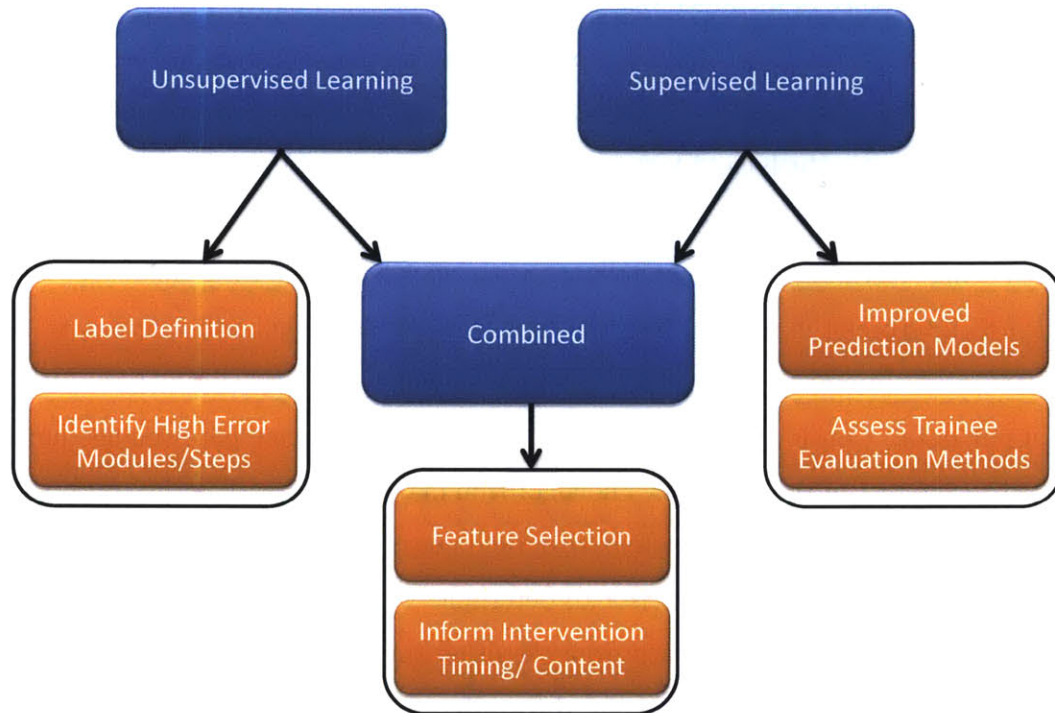 Unsupervised Learning
Supervised Learning
Label Definition
Identify High Error
Modules/Steps
Combined
Improved
Prediction Models
Assess Trainee
Evaluation Methods
Feature Selection
Inform Intervention
Timing/ Content